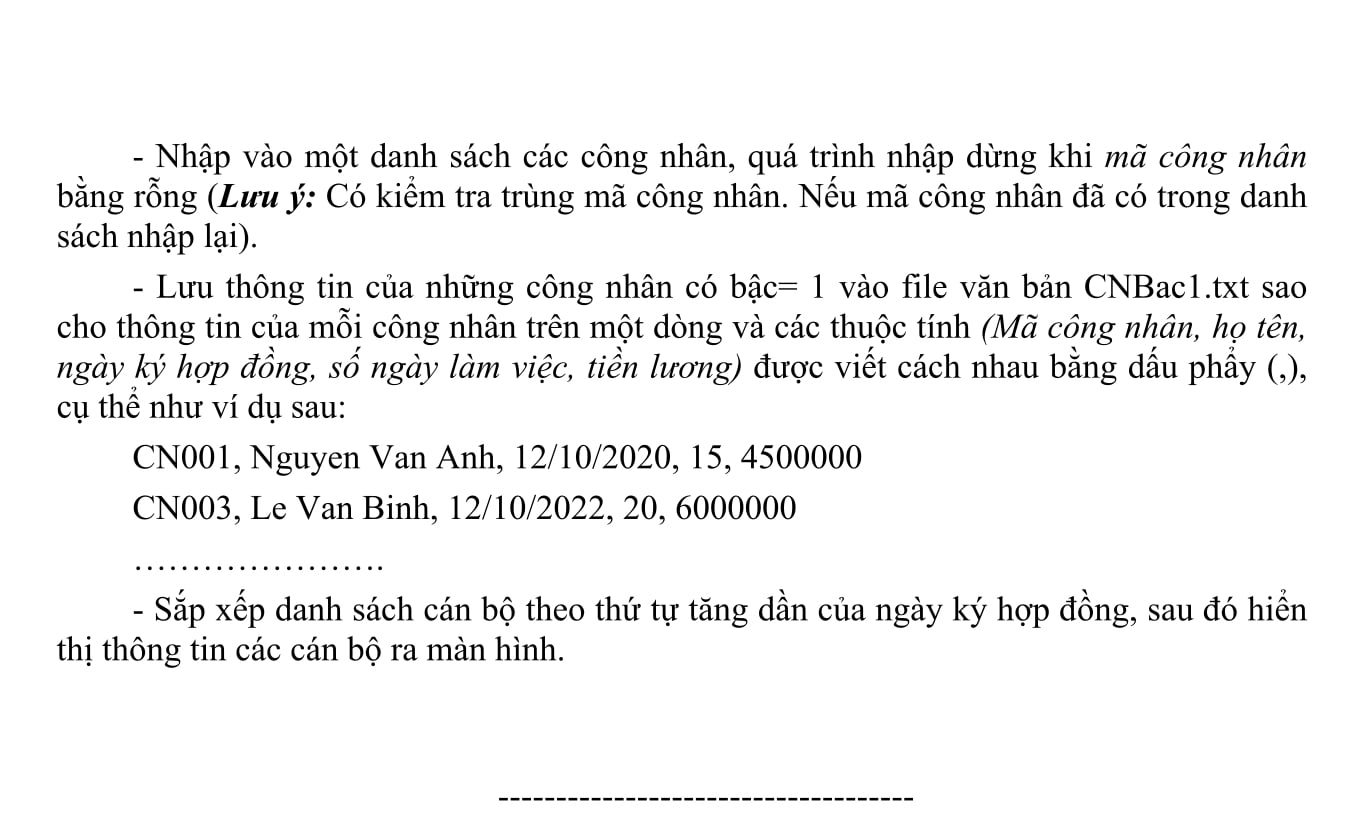 - Nhập vào một danh sách các công nhân, quá trình nhập dừng khi mã công nhân
bằng rỗng (Lưu ý: Có kiểm tra trùng mã công nhân. Nếu mã công nhân đã có trong danh
sách nhập lại).
- Lưu thông tin của những công nhân có bậc= 1 vào file văn bản CNBac1.txt sao
cho thông tin của mỗi công nhân trên một dòng và các thuộc tính (Mã công nhân, họ tên,
ngày ký hợp đồng, số ngày làm việc, tiền lương) được viết cách nhau bằng dấu phẩy (,),
cụ thể như ví dụ sau:
CN001, Nguyen Van Anh, 12/10/2020, 15, 4500000
CN003, Le Van Binh, 12/10/2022, 20, 6000000
…………………….
- Sắp xếp danh sách cán bộ theo thứ tự tăng dần của ngày ký hợp đồng, sau đó hiển
thị thông tin các cán bộ ra màn hình.
------------------------------------